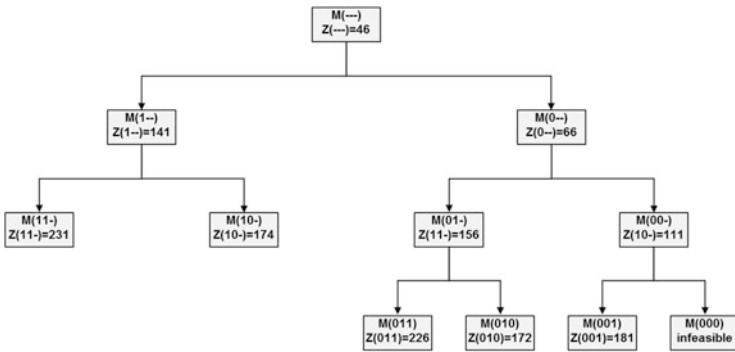 M(---)
Z(---)=46
M(1--)
Z(1--)=141
M(0--)
Z(0--)=66
M(11-)
Z(11-)=231
M(10-)
Z(10-)=174
M(01-)
Z(11-)=156
M(00-)
Z(10-)=111
M(011)
Z(011)=226
M(010)
Z(010)=172
M(001)
Z(001)=181
M(000)
infeasible